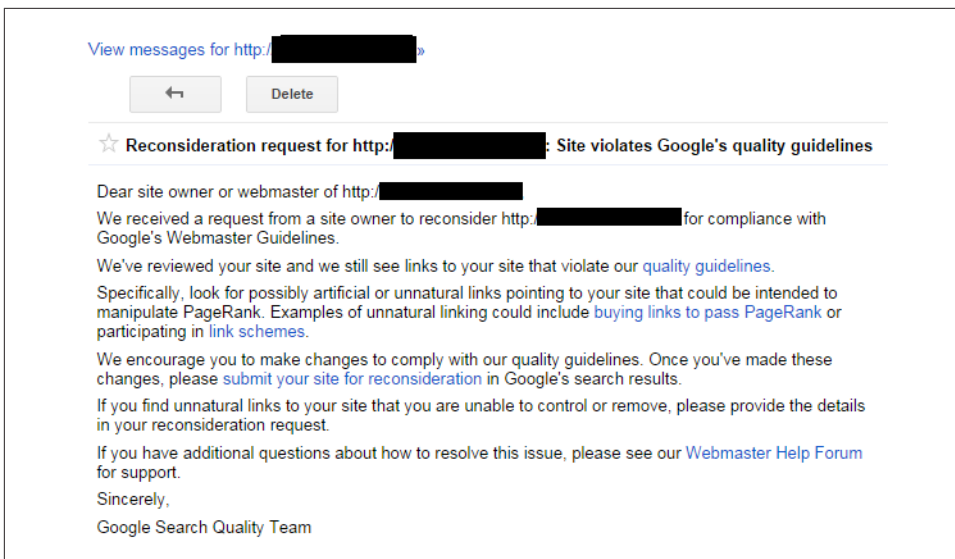 View messages for http:/ »
Delete
Reconsideration request for http:/ : Site violates Google's quality guidelines
Dear site owner or webmaster of http:/
We received a request from a site owner to reconsider http:/ for compliance with
Google's Webmaster Guidelines.
We've reviewed your site and we still see links to your site that violate our quality guidelines.
Specifically, look for possibly artificial or unnatural links pointing to your site that could be intended to
manipulate PageRank. Examples of unnatural linking could include buying links to pass PageRank or
participating in link schemes.
We encourage you to make changes to comply with our quality guidelines. Once you've made these
changes, please submit your site for reconsideration in Google's search results.
If you find unnatural links to your site that you are unable to control or remove, please provide the details
in your reconsideration request.
If you have additional questions about how to resolve this issue, please see our Webmaster Help Forum
for support.
Sincerely,
Google Search Quality Team